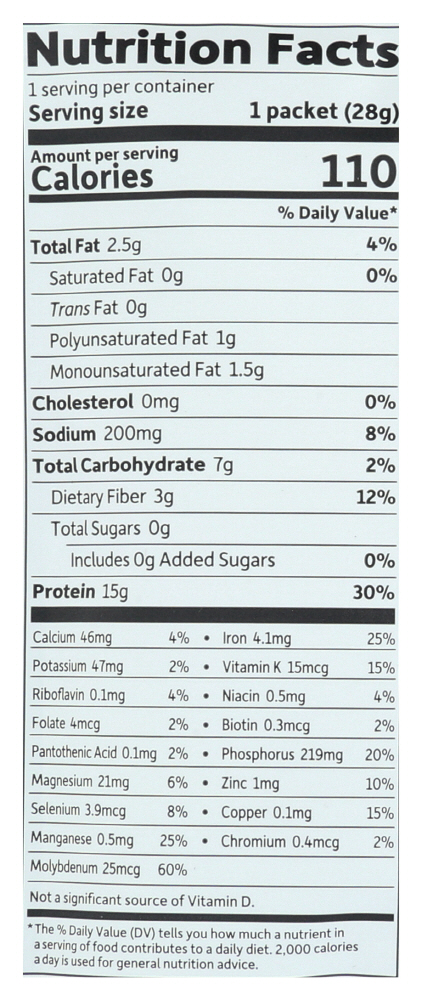 Nutrition Facts
1 serving per container
Serving size 1 packet (28g)
Amount per serving
Calories 110
% Daily Value*
Total Fat 2.5g 4%
Saturated Fat 0g 0%
Trans Fat 0g
Polyunsaturated Fat 1g
Monounsaturated Fat 1.5g
Cholesterol 0mg 0%
Sodium 200mg 8%
Total Carbohydrate 7g 2%
Dietary Fiber 3g 12%
Total Sugars 0g
Includes 0g Added Sugars 0%
Protein 15g 30%
Calcium 46mg 4% • Iron 4.1mg 25%
Potassium 47mg 2% • Vitamin K 15mcg 15%
Riboflavin 0.1mg 4% • Niacin 0.5mg 4%
Folate 4mcg 2% • Biotin 0.3mcg 2%
Pantothenic Acid 0.1mg 2% • Phosphorus 219mg 20%
Magnesium 21mg 6% • Zinc 1mg 10%
Selenium 3.9mcg 8% • Copper 0.1mg 15%
Manganese 0.5mg 25% • Chromium 0.4mcg 2%
Molybdenum 25mcg 60%
Not a significant source of Vitamin D.
*The % Daily Value (DV) tells you how much a nutrient in
a serving of food contributes to a daily diet. 2,000 calories
a day is used for general nutrition advice.